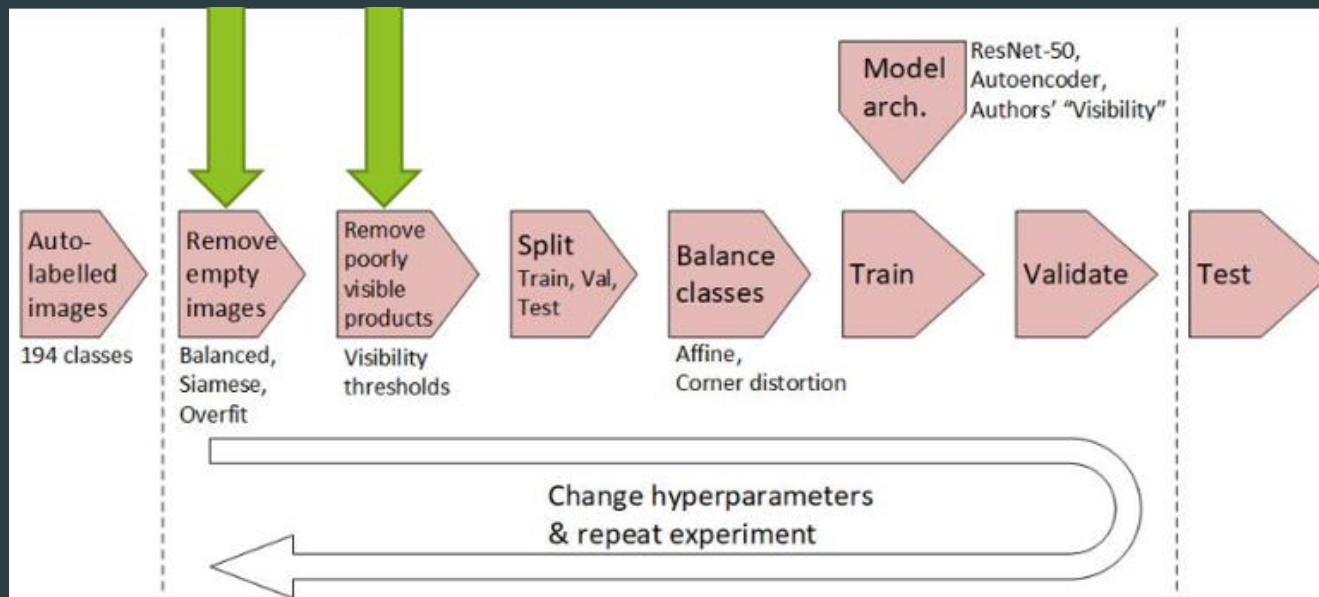 Model
arch.
ResNet-50,
Autoencoder,
Authors' “Visibility”
Auto-
labelled
images
194 classes
Remove
empty
images
Balanced,
Siamese,
Overfit
Remove
poorly
visible
products
Visibility
thresholds
Split
Train, Val,
Test
Balance
classes
Affine,
Corner distortion
Train
Validate
Test
Change hyperparameters
& repeat experiment